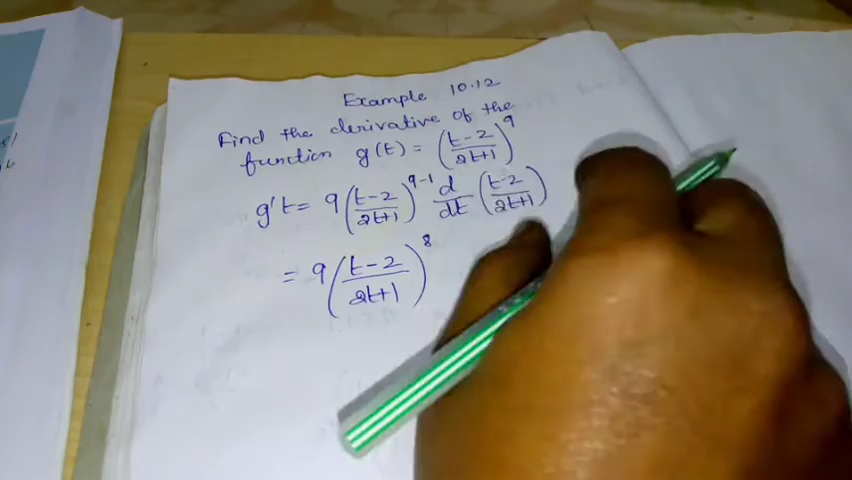 Example 10.12
Find the derivative of the
function g(t) = (t-2/2t+1)^9
g't = 9(t-2/2t+1)^9-1 d/dt (t-2/2t+1)
= 9(t-2/2t+1)^8